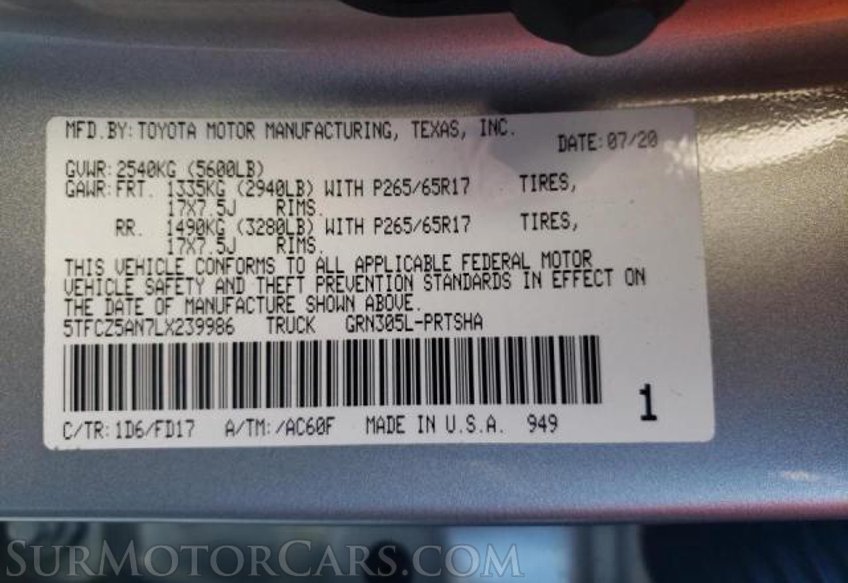 MFD.BY: TOYOTA MOTOR MANUFACTURING, TEXAS, INC.
DATE: 07/20
GVWR: 2540KG (5600LB)
GAWR: FRT. 1335KG (2940LB) WITH P265/65R17 TIRES,
17X7.5J RIMS.
RR. 1490KG (3280LB) WITH P265/65R17 TIRES,
17X7.5J RIMS.
THIS VEHICLE CONFORMS TO ALL APPLICABLE FEDERAL MOTOR
VEHICLE SAFETY AND THEFT PREVENTION STANDARDS IN EFFECT ON
THE DATE OF MANUFACTURE SHOWN ABOVE.
5TFCZ5AN7LX239986 TRUCK GRN305L-PRTSHA
1
C/TR: 1D6/FD17 A/TM: /AC60F MADE IN U.S.A. 949
SURMOTORCARS.COM